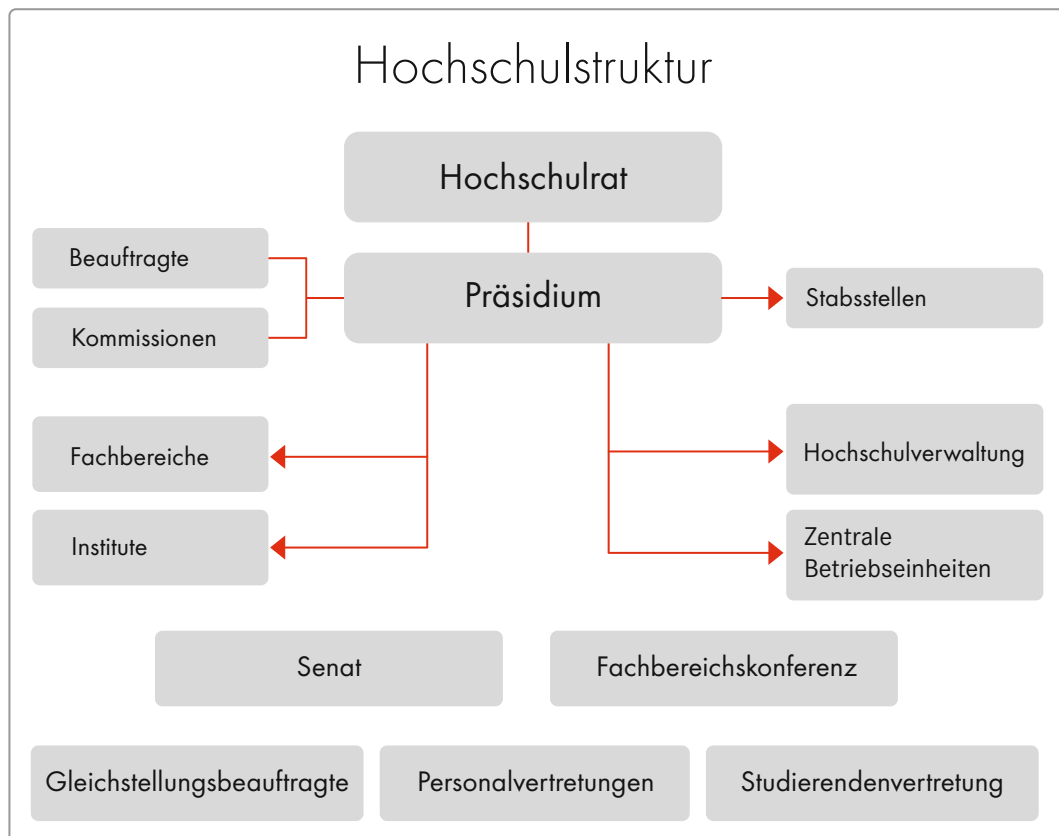 Hochschulstruktur
Hochschulrat
Beauftragte
Präsidium
Stabsstellen
Kommissionen
Fachbereiche
Hochschulverwaltung
Institute
Zentrale
Betriebseinheiten
Senat
Fachbereichskonferenz
Gleichstellungsbeauftragte
Personalvertretungen
Studierendenvertretung